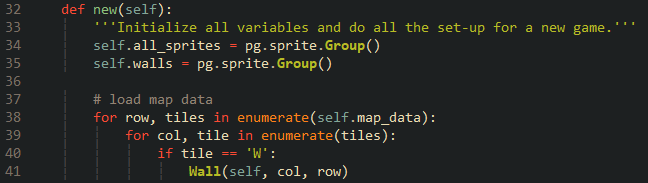 32 def new(self):
33 '''Initialize all variables and do all the set-up for a new game.'''
34 self.all_sprites = pg.sprite.Group()
35 self.walls = pg.sprite.Group()
36
37 # load map data
38 for row, tiles in enumerate(self.map_data):
39 for col, tile in enumerate(tiles):
40 if tile == 'W':
41 Wall(self, col, row)